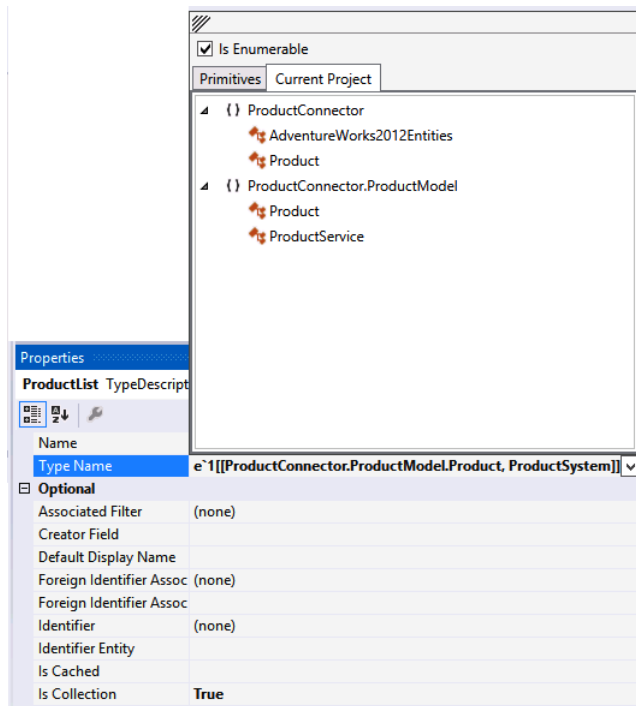 Is Enumerable
Primitives Current Project
{ } ProductConnector
AdventureWorks2012Entities
Product
{ } ProductConnector.ProductModel
Product
ProductService
Properties
ProductList TypeDescript
Name
Type Name e`1[[ProductConnector.ProductModel.Product, ProductSystem]]
Optional
Associated Filter (none)
Creator Field
Default Display Name
Foreign Identifier Assoc (none)
Foreign Identifier Assoc
Identifier (none)
Identifier Entity
Is Cached
Is Collection True